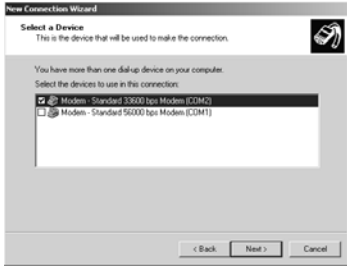 New Connection Wizard
Select a Device
This is the device that will be used to make the connection.
You have more than one dial-up device on your computer.
Select the devices to use in this connection:
Modem - Standard 33600 bps Modem (COM2)
Modem - Standard 56000 bps Modem (COM1)
< Back
Next >
Cancel